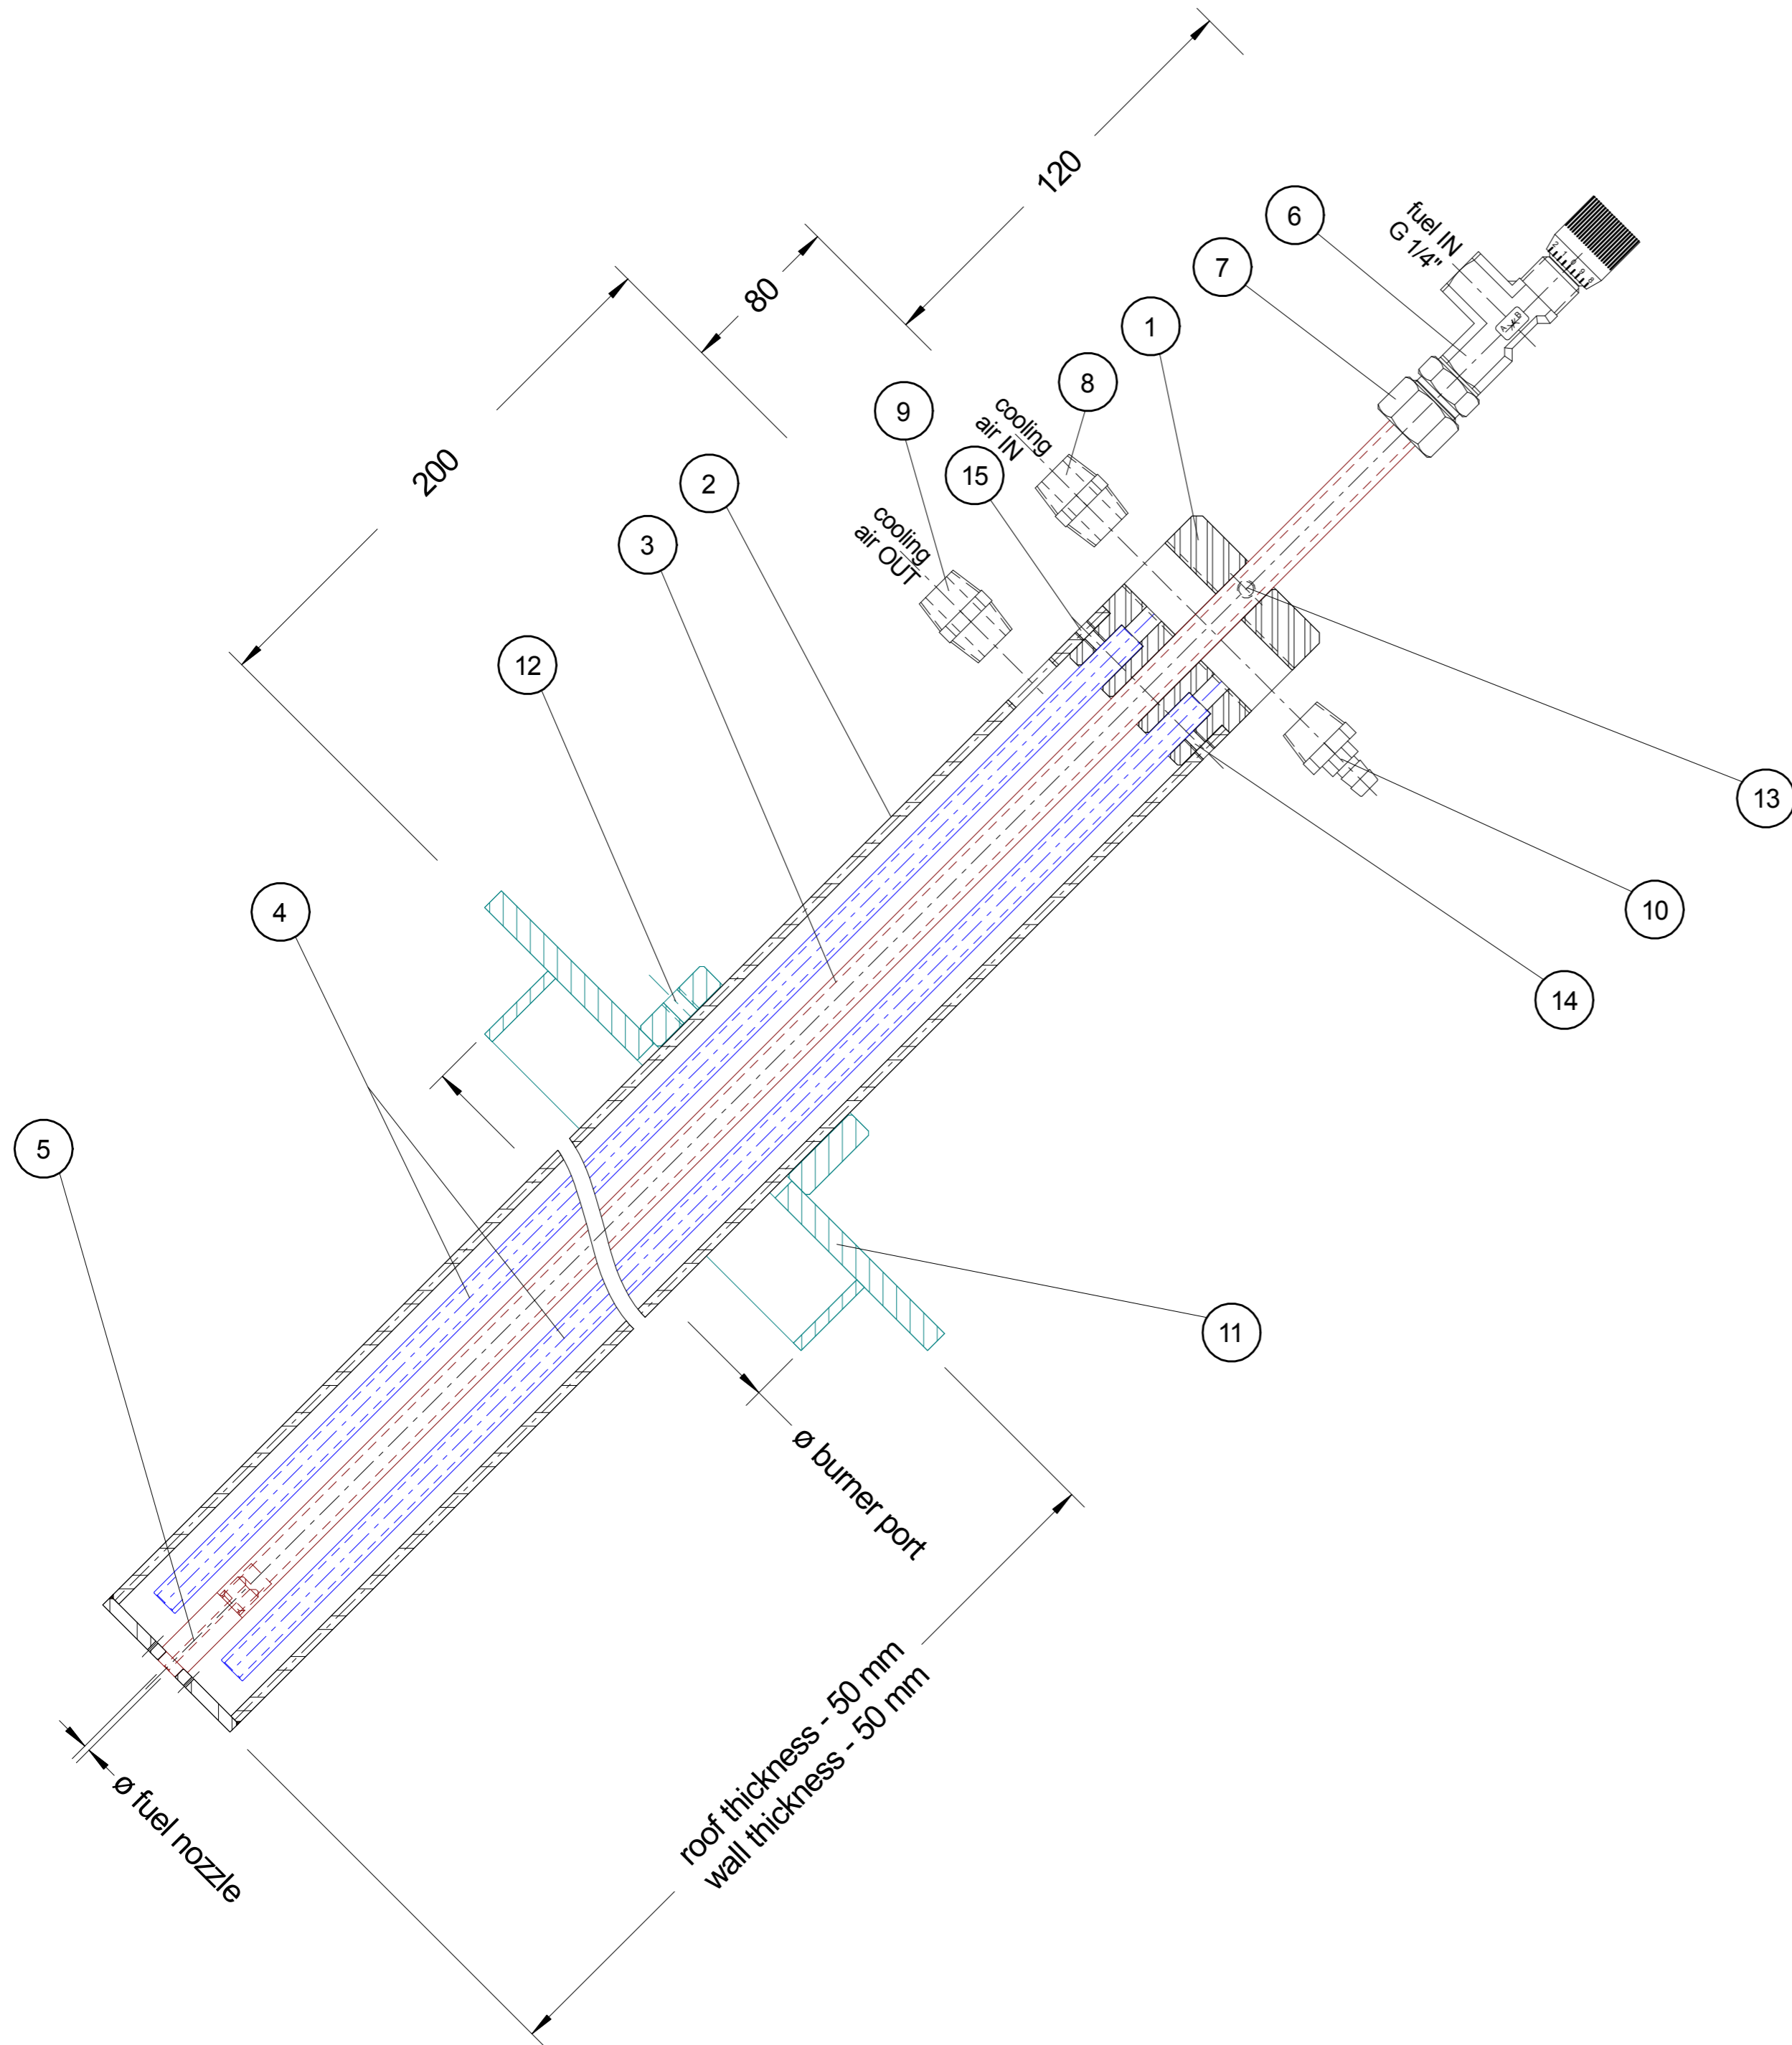 120
80
200
6
fuel IN
G 1/4"
7
1
8
cooling
air IN
9
15
2
cooling
air OUT
3
12
13
4
10
14
5
11
ø burner port
roof thickness - 50 mm
wall thickness - 50 mm
ø fuel nozzle